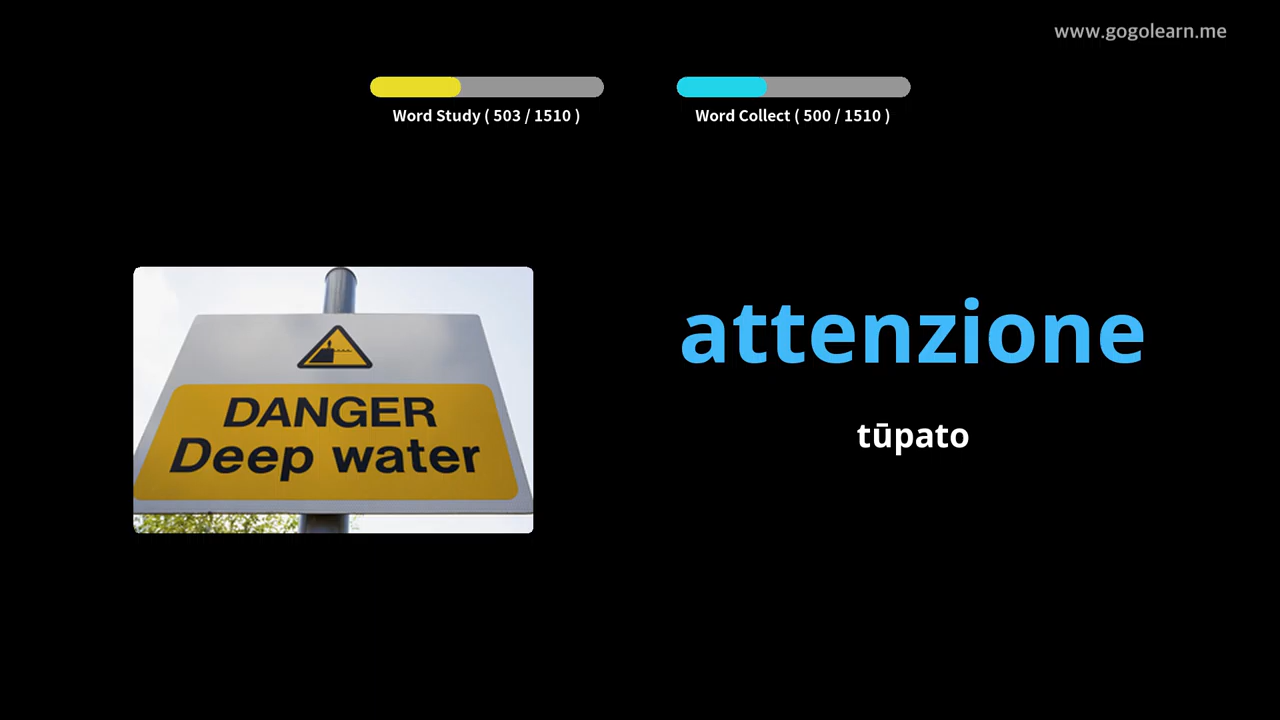 www.gogolearn.me
Word Study ( 503 / 1510 )
Word Collect ( 500 / 1510 )
DANGER
Deep water
attenzione
tūpato